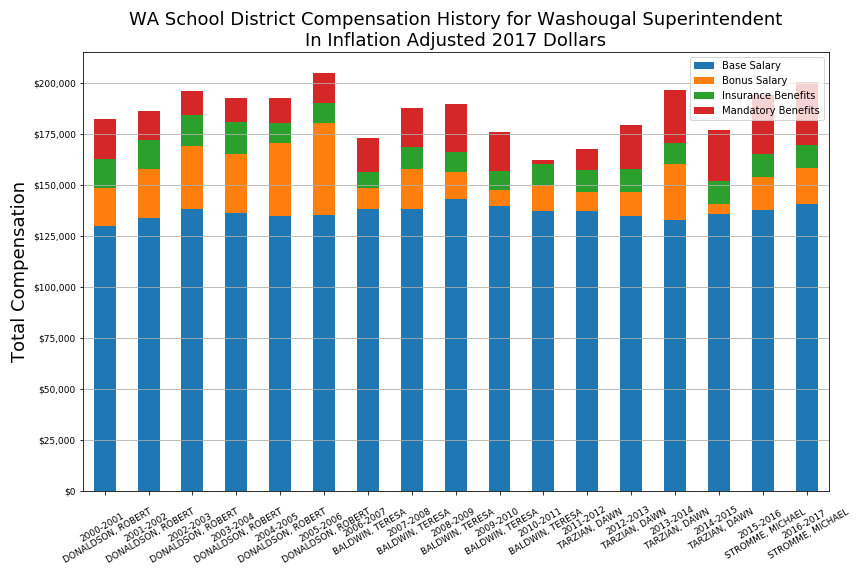 WA School District Compensation History for Washougal Superintendent
In Inflation Adjusted 2017 Dollars
Total Compensation
$200,000
$175,000
$150,000
$125,000
$100,000
$75,000
$50,000
$25,000
$0
Base Salary
Bonus Salary
Insurance Benefits
Mandatory Benefits
2000-2001
DONALDSON, ROBERT
2001-2002
DONALDSON, ROBERT
2002-2003
DONALDSON, ROBERT
2003-2004
DONALDSON, ROBERT
2004-2005
DONALDSON, ROBERT
2005-2006
DONALDSON, ROBERT
2006-2007
BALDWIN, TERESA
2007-2008
BALDWIN, TERESA
2008-2009
BALDWIN, TERESA
2009-2010
BALDWIN, TERESA
2010-2011
BALDWIN, TERESA
2011-2012
TARZIAN, DAWN
2012-2013
TARZIAN, DAWN
2013-2014
TARZIAN, DAWN
2014-2015
TARZIAN, DAWN
2015-2016
STROMME, MICHAEL
2016-2017
STROMME, MICHAEL